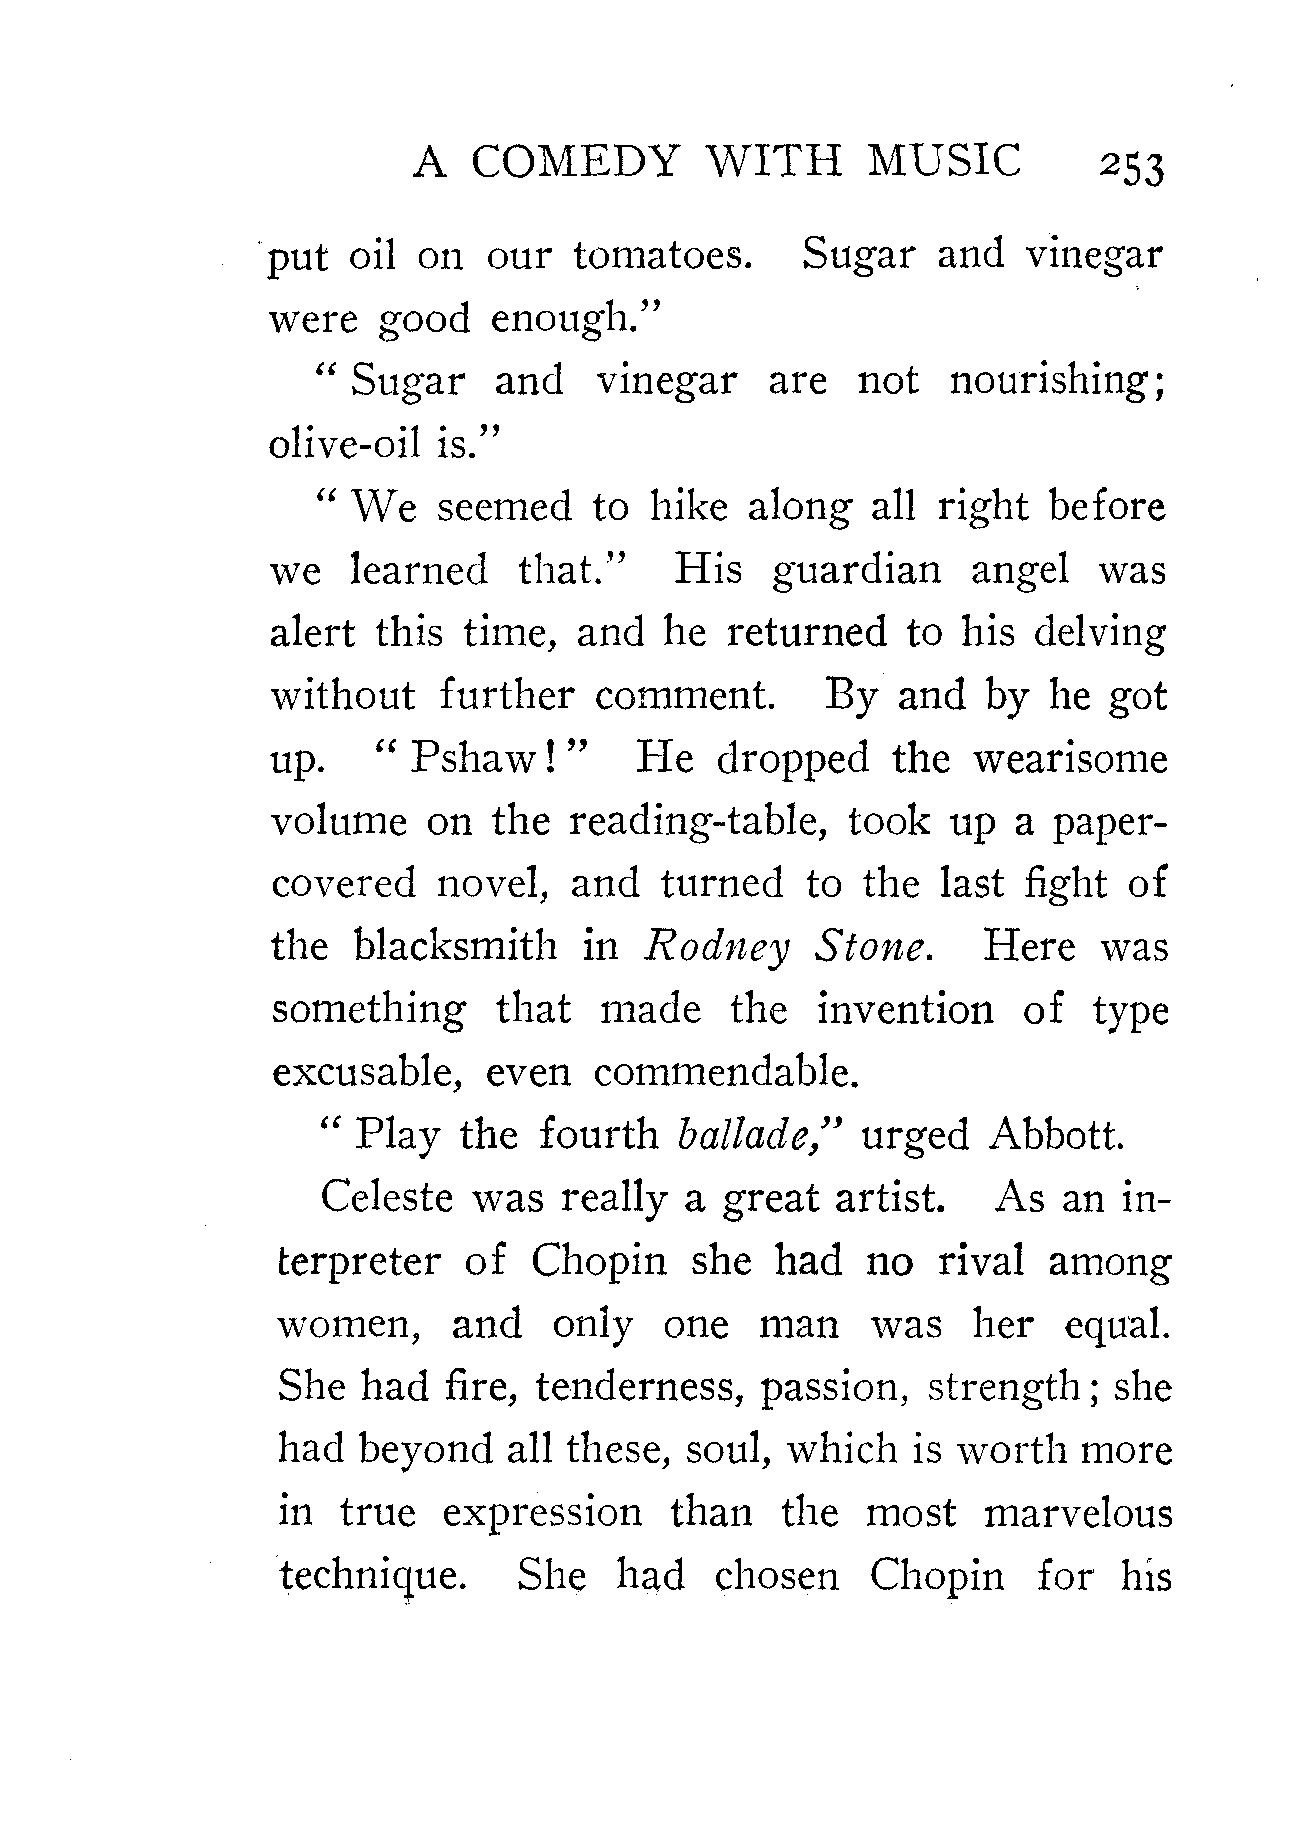 A COMEDY WITH MUSIC 253
put oil on our tomatoes. Sugar and vinegar
were good enough.”
“ Sugar and vinegar are not nourishing;
olive-oil is.”
“ We seemed to hike along all right before
we learned that.” His guardian angel was
alert this time, and he returned to his delving
without further comment. By and by he got
up. “ Pshaw! ” He dropped the wearisome
volume on the reading-table, took up a paper-
covered novel, and turned to the last fight of
the blacksmith in Rodney Stone. Here was
something that made the invention of type
excusable, even commendable.
“ Play the fourth ballade,” urged Abbott.
Celeste was really a great artist. As an in-
terpreter of Chopin she had no rival among
women, and only one man was her equal.
She had fire, tenderness, passion, strength; she
had beyond all these, soul, which is worth more
in true expression than the most marvelous
technique. She had chosen Chopin for his